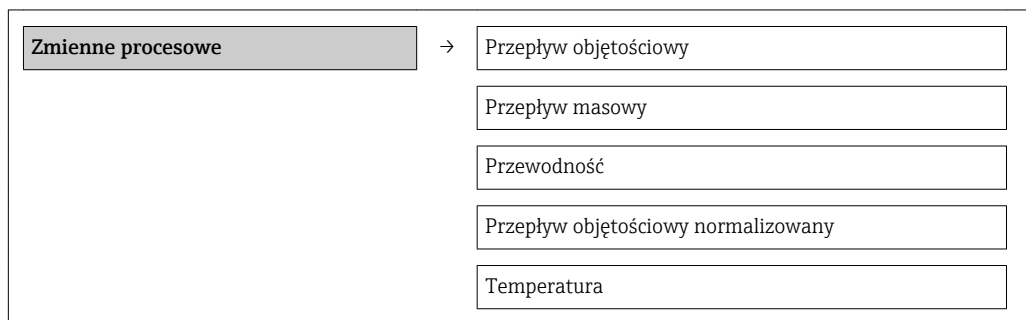 Zmienne procesowe → Przepływ objętościowy
Przepływ masowy
Przewodność
Przepływ objętościowy normalizowany
Temperatura